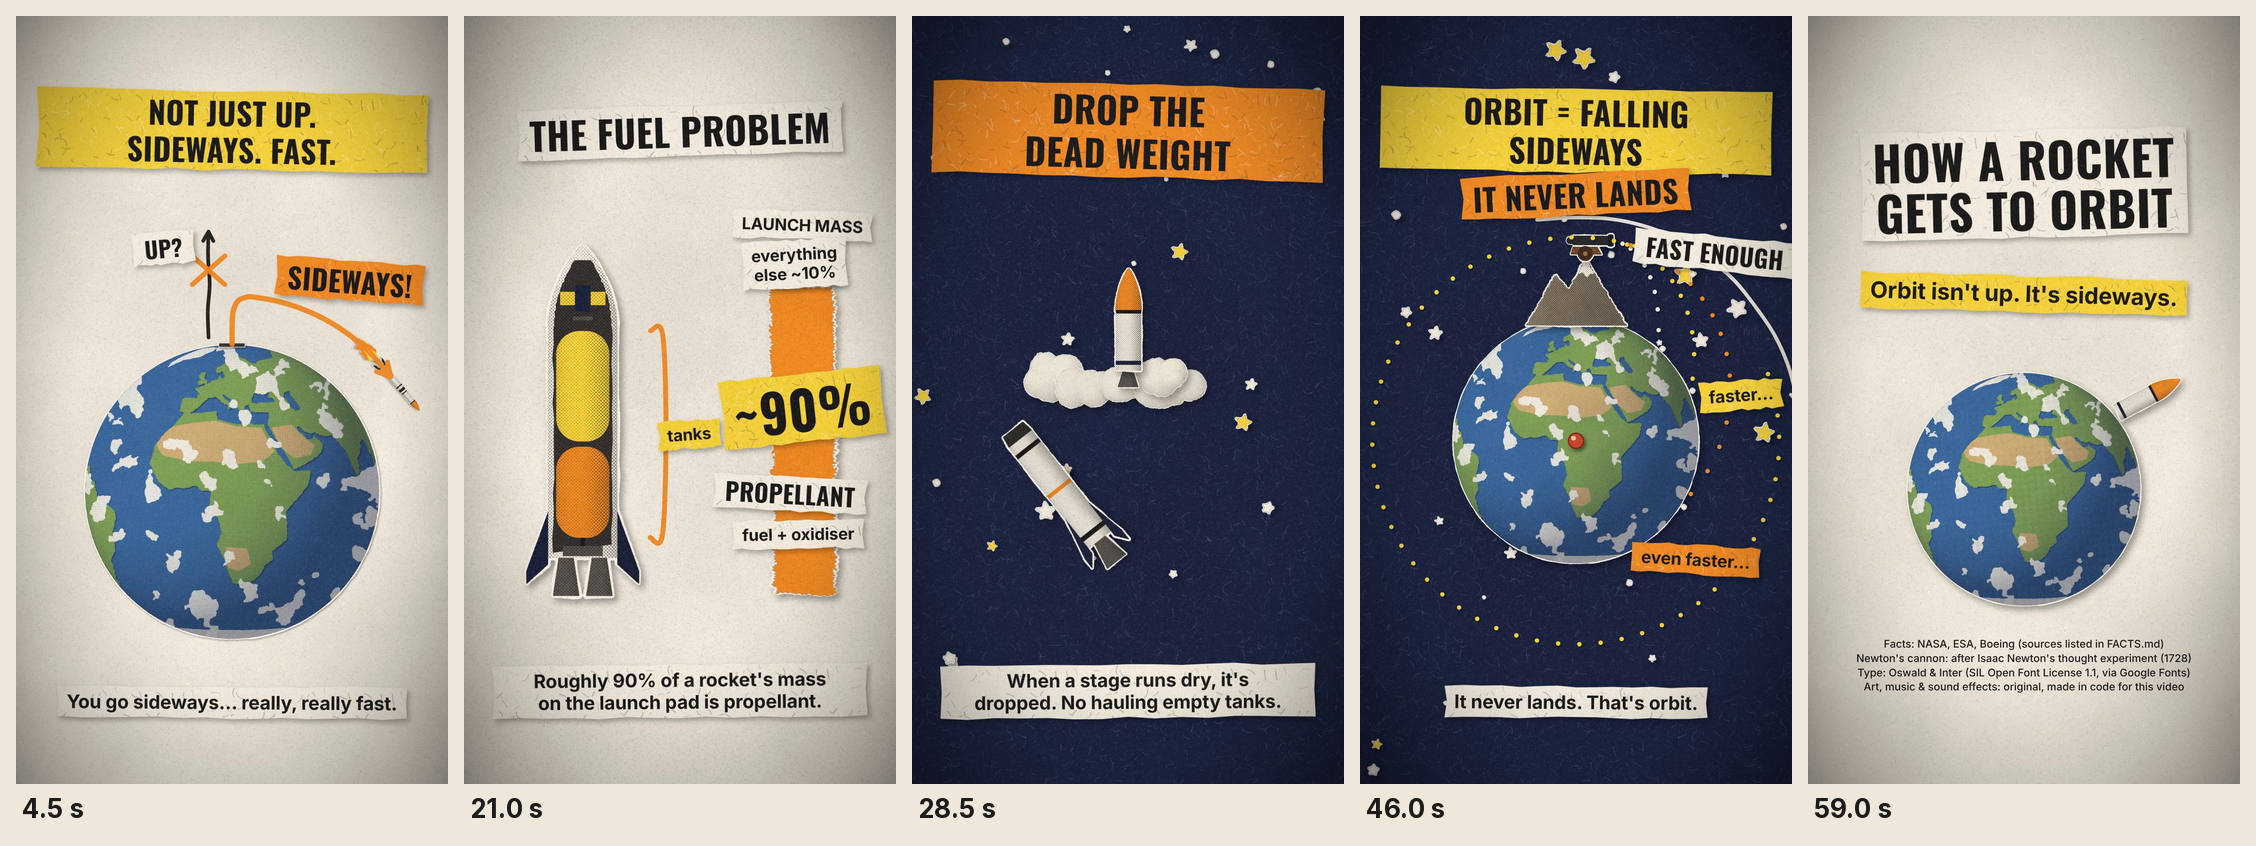 NOT JUST UP.
SIDEWAYS. FAST.
UP?
SIDEWAYS!
You go sideways... really, really fast.
4.5 s
THE FUEL PROBLEM
LAUNCH MASS
everything
else ~10%
~90%
tanks
PROPELLANT
fuel + oxidiser
Roughly 90% of a rocket's mass
on the launch pad is propellant.
21.0 s
DROP THE
DEAD WEIGHT
When a stage runs dry, it's
dropped. No hauling empty tanks.
28.5 s
ORBIT = FALLING
SIDEWAYS
IT NEVER LANDS
FAST ENOUGH
faster...
even faster...
It never lands. That's orbit.
46.0 s
HOW A ROCKET
GETS TO ORBIT
Orbit isn't up. It's sideways.
Facts: NASA, ESA, Boeing (sources listed in FACTS.md)
Newton's cannon: after Isaac Newton's thought experiment (1728)
Type: Oswald & Inter (SIL Open Font License 1.1, via Google Fonts)
Art, music & sound effects: original, made in code for this video
59.0 s